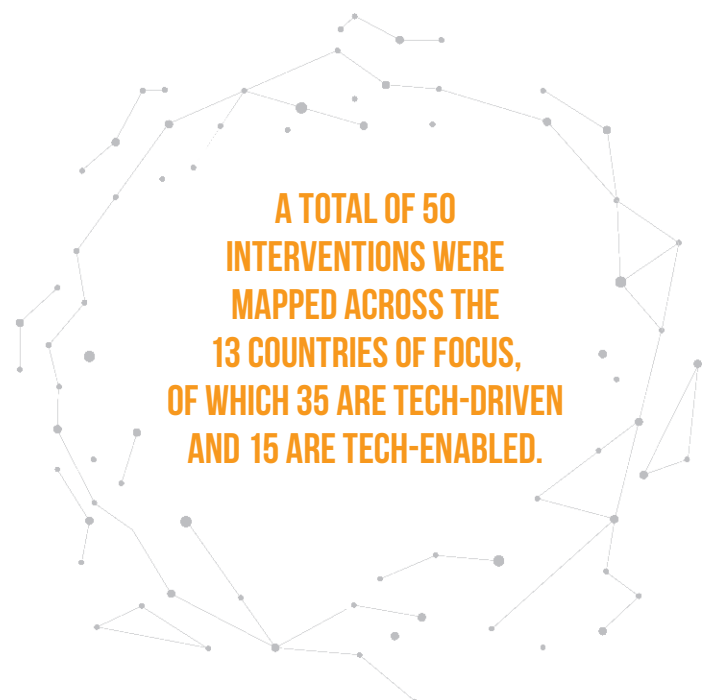 A TOTAL OF 50
INTERVENTIONS WERE
MAPPED ACROSS THE
13 COUNTRIES OF FOCUS,
OF WHICH 35 ARE TECH-DRIVEN
AND 15 ARE TECH-ENABLED.